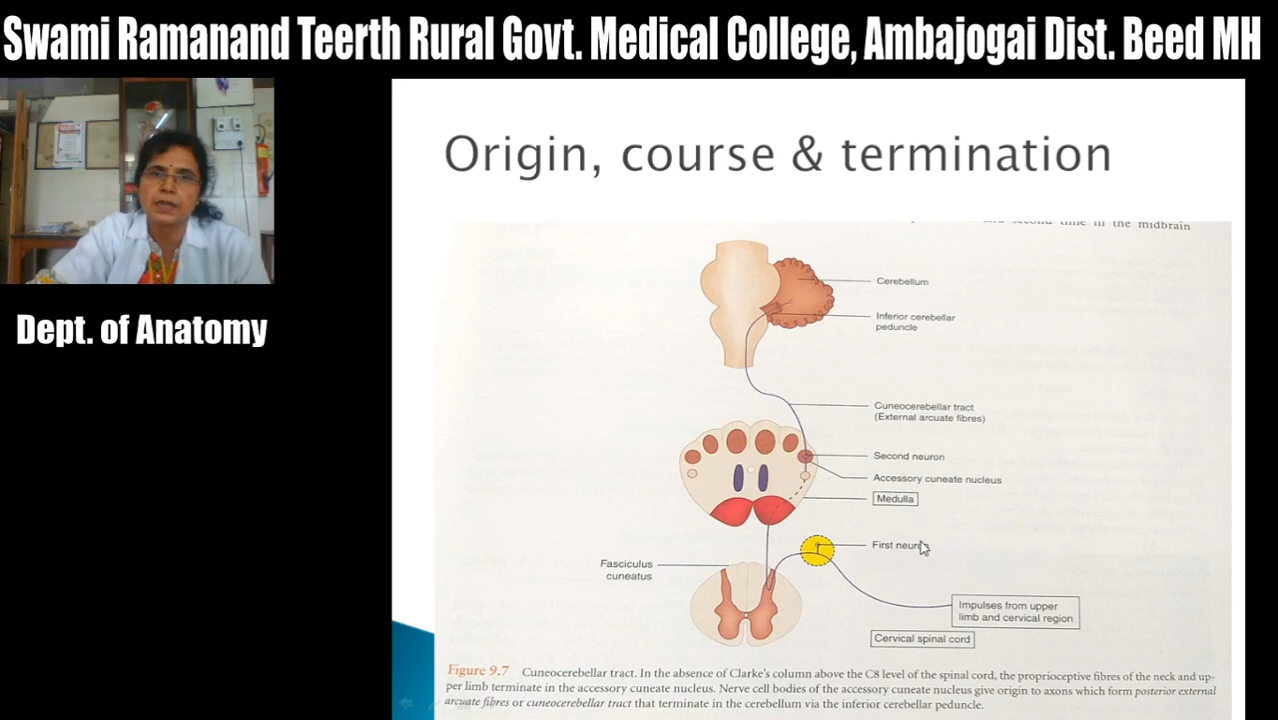 Swami Ramanand Teerth Rural Govt. Medical College, Ambajogai Dist. Beed MH
Dept. of Anatomy
Origin, course & termination
second time in the midbrain
Cerebellum
Inferior cerebellar
peduncle
Cuneocerebellar tract
(External arcuate fibres)
Second neuron
Accessory cuneate nucleus
Medulla
First
Fasciculus
cuneatus
Impulses from upper
limb and cervical region
Cervical spinal cord
Figure 9.7 Cuneocerebellar tract. In the absence of Clarke's column above the C8 level of the spinal cord, the proprioceptive fibres of the neck and up-
per limb terminate in the accessory cuneate nucleus. Nerve cell bodies of the accessory cuneate nucleus give origin to axons which form posterior external
arcuate fibres or cuneocerebellar tract that terminate in the cerebellum via the inferior cerebellar peduncle.